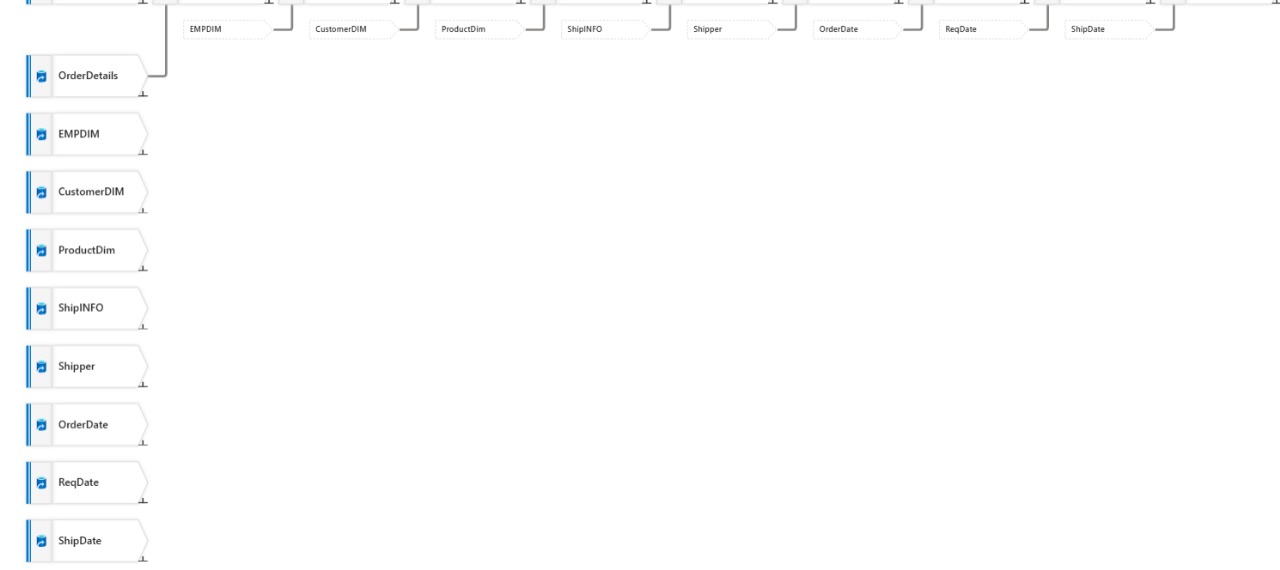 EMPDIM
CustomerDIM
ProductDim
ShipINFO
Shipper
OrderDate
ReqDate
ShipDate
OrderDetails
EMPDIM
CustomerDIM
ProductDim
ShipINFO
Shipper
OrderDate
ReqDate
ShipDate